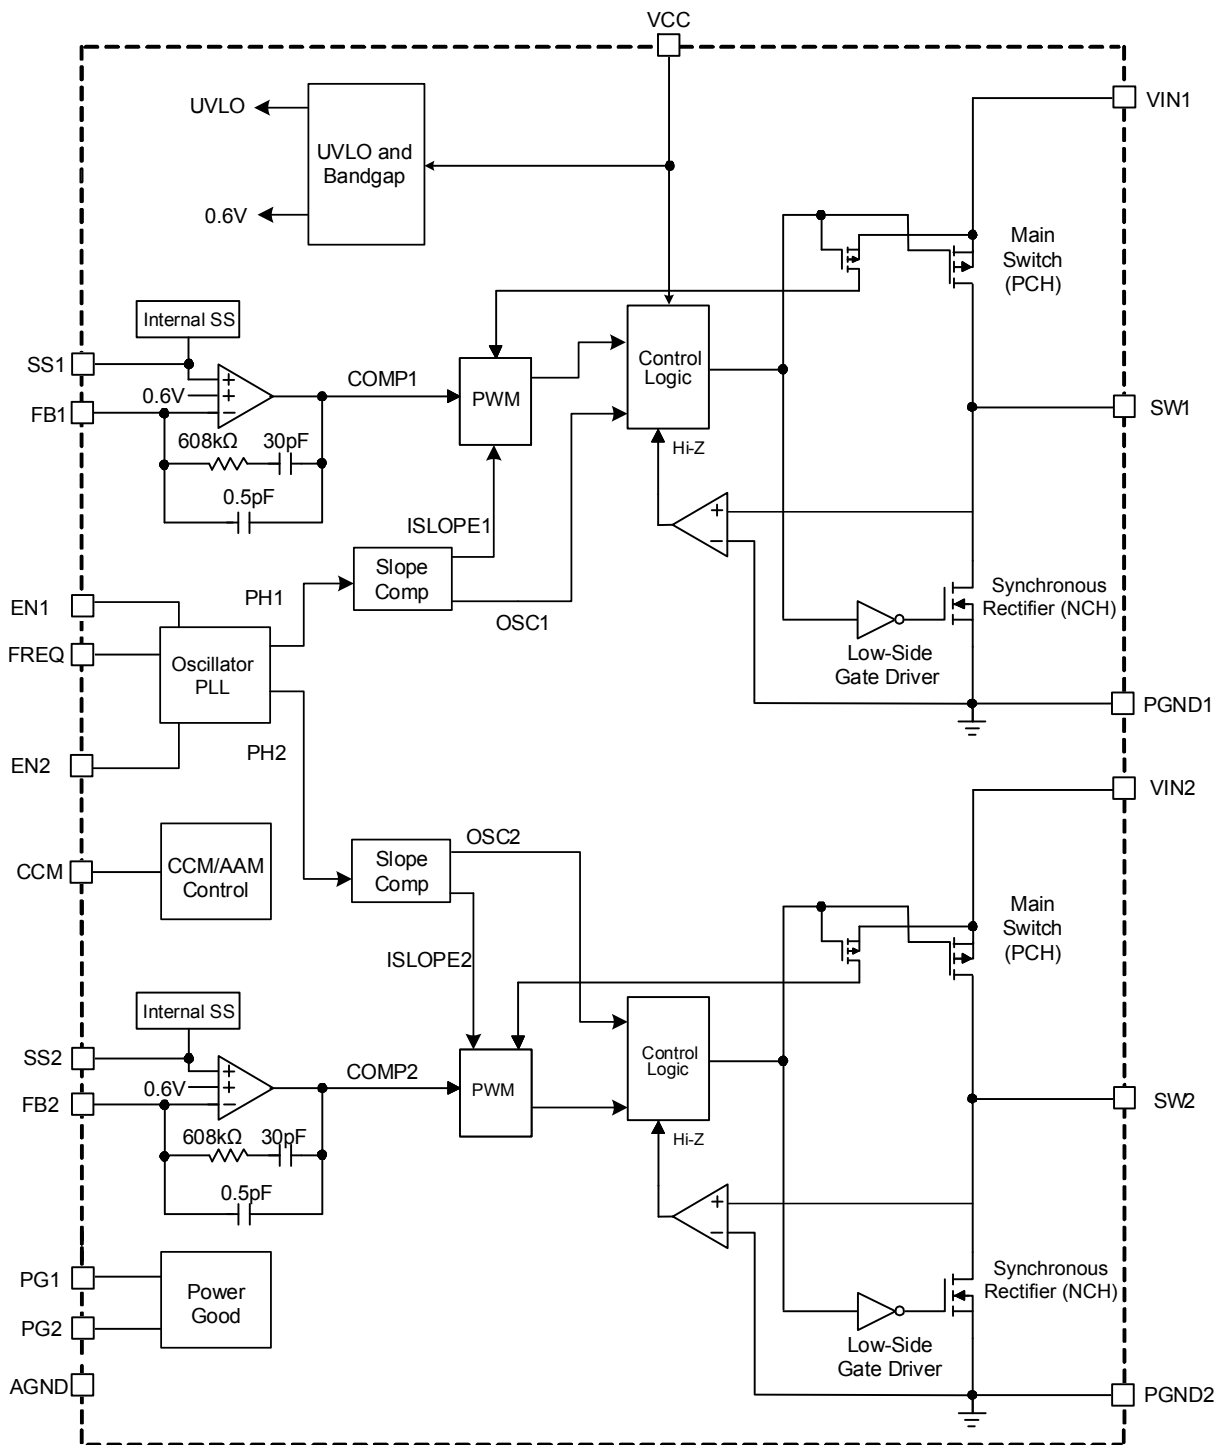 VCC
VIN1
UVLO
UVLO and
Bandgap
0.6V
Main
Switch
(PCH)
Internal SS
SS1
+
0.6V
+
FB1
−
COMP1
PWM
Control
Logic
SW1
608kΩ
30pF
0.5pF
Hi-Z
+
−
ISLOPE1
Slope
Comp
PH1
OSC1
EN1
FREQ
Oscillator
PLL
Synchronous
Rectifier (NCH)
Low-Side
Gate Driver
PGND1
PH2
EN2
VIN2
OSC2
CCM
CCM/AAM
Control
Slope
Comp
Main
Switch
(PCH)
ISLOPE2
Internal SS
SS2
+
0.6V
+
FB2
−
COMP2
PWM
Control
Logic
SW2
608kΩ
30pF
0.5pF
Hi-Z
+
−
PG1
PG2
Power
Good
Synchronous
Rectifier (NCH)
Low-Side
Gate Driver
AGND
PGND2